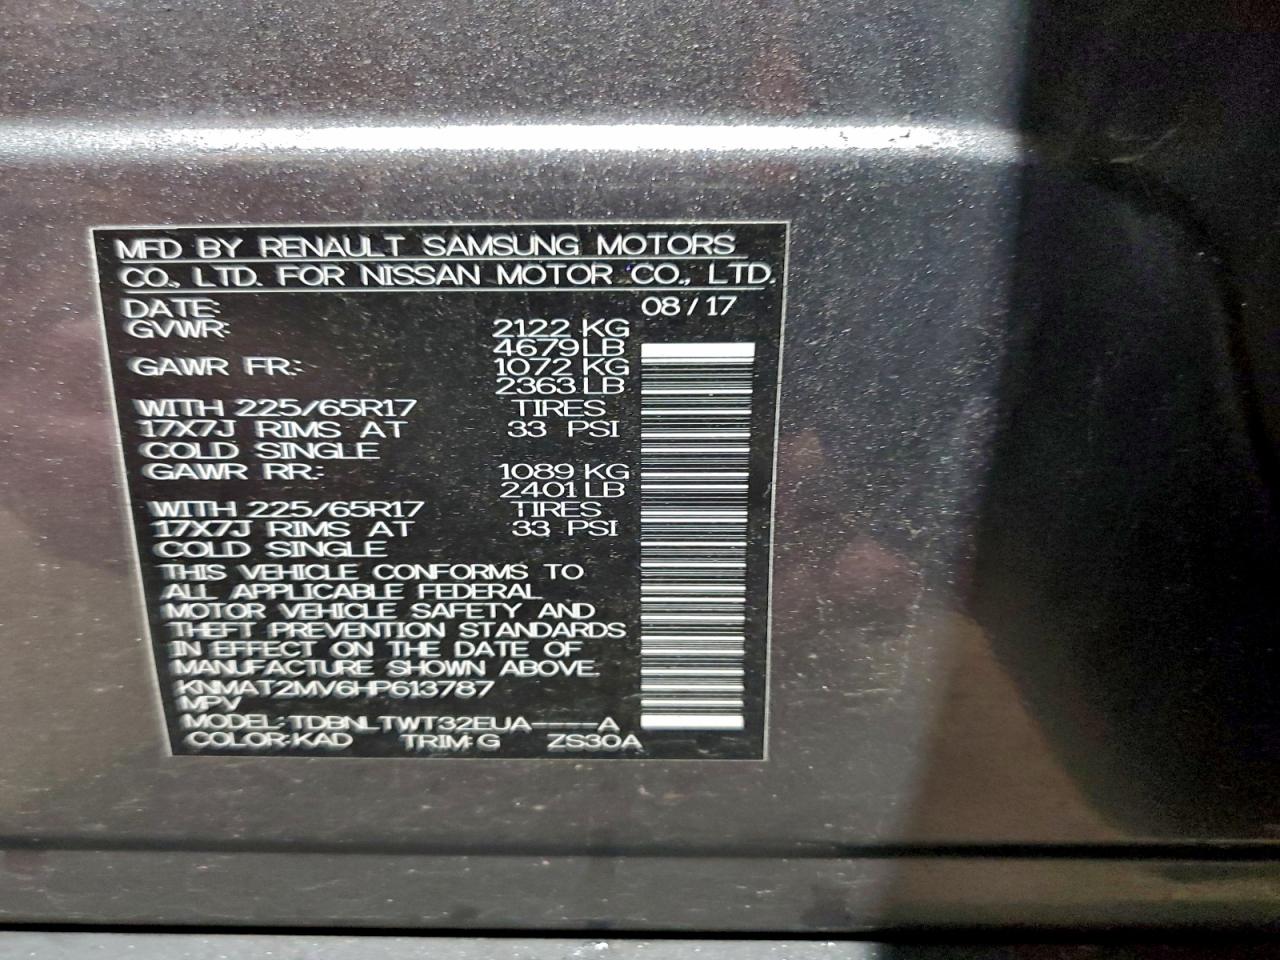 MFD BY RENAULT SAMSUNG MOTORS
CO., LTD. FOR NISSAN MOTOR CO., LTD.
DATE: 08/17
GVWR: 2122 KG
4679 LB
GAWR FR: 1072 KG
2363 LB
WITH 225/65R17 TIRES
17X7J RIMS AT 33 PSI
COLD SINGLE
GAWR RR: 1089 KG
2401 LB
WITH 225/65R17 TIRES
17X7J RIMS AT 33 PSI
COLD SINGLE
THIS VEHICLE CONFORMS TO
ALL APPLICABLE FEDERAL
MOTOR VEHICLE SAFETY AND
THEFT PREVENTION STANDARDS
IN EFFECT ON THE DATE OF
MANUFACTURE SHOWN ABOVE.
KNMAT2MV6HP613787
MPV
MODEL:TDBNLTWT32EUA----A
COLOR:KAD TRIM:G ZS30A